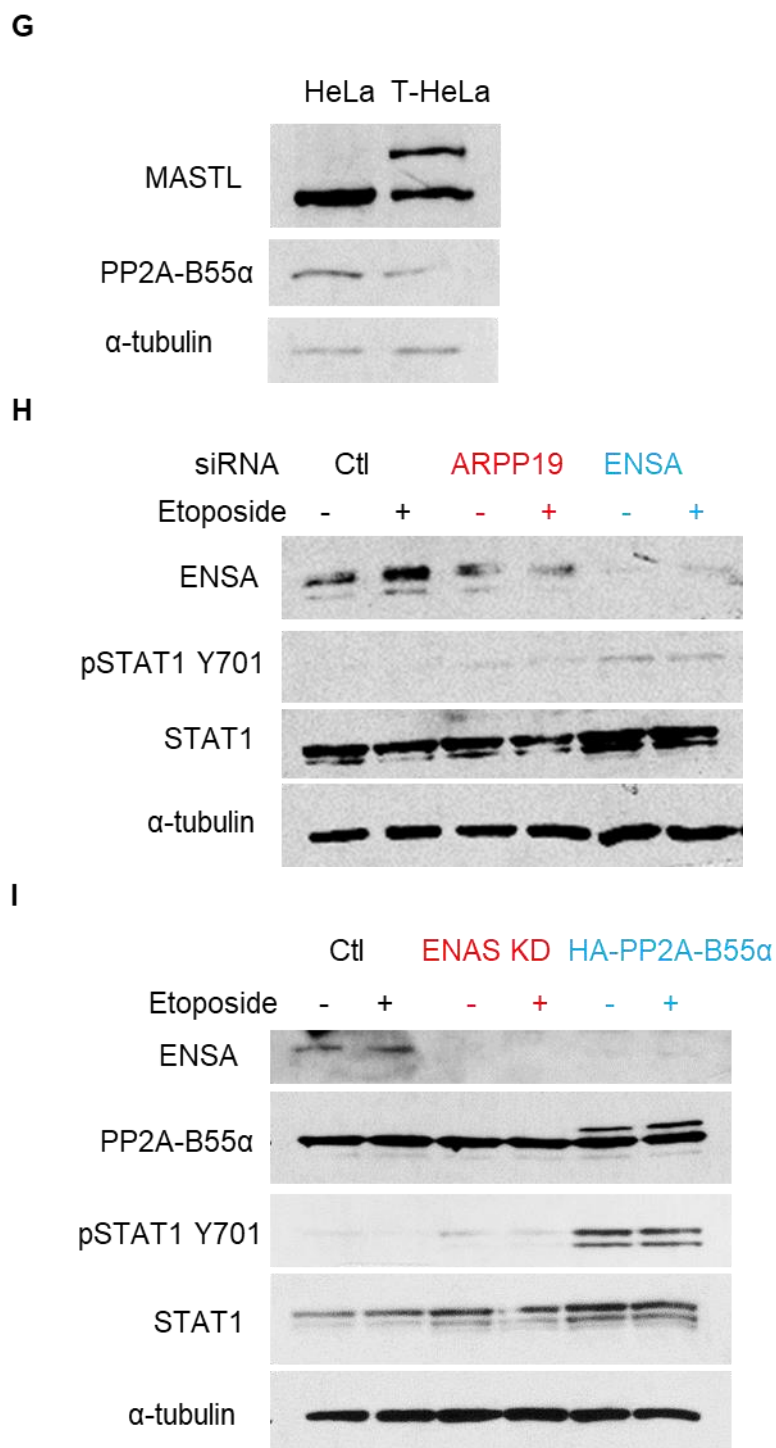 G
HeLa T-HeLa
MASTL
PP2A-B55α
α-tubulin
H
siRNA Ctl ARPP19 ENSA
Etoposide - + - + - +
ENSA
pSTAT1 Y701
STAT1
α-tubulin
I
Ctl ENAS KD HA-PP2A-B55α
Etoposide - + - + - +
ENSA
PP2A-B55α
pSTAT1 Y701
STAT1
α-tubulin